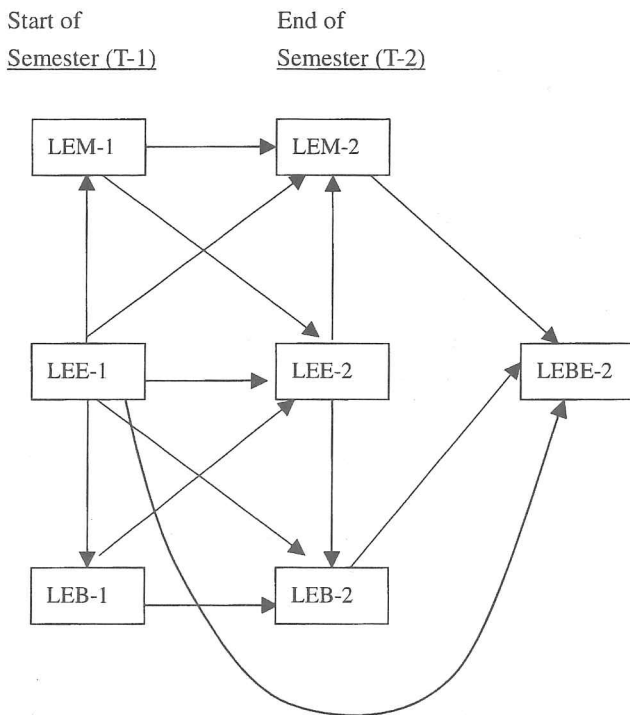 Start of
Semester (T-1)
End of
Semester (T-2)
LEM-1
LEM-2
LEE-1
LEE-2
LEBE-2
LEB-1
LEB-2